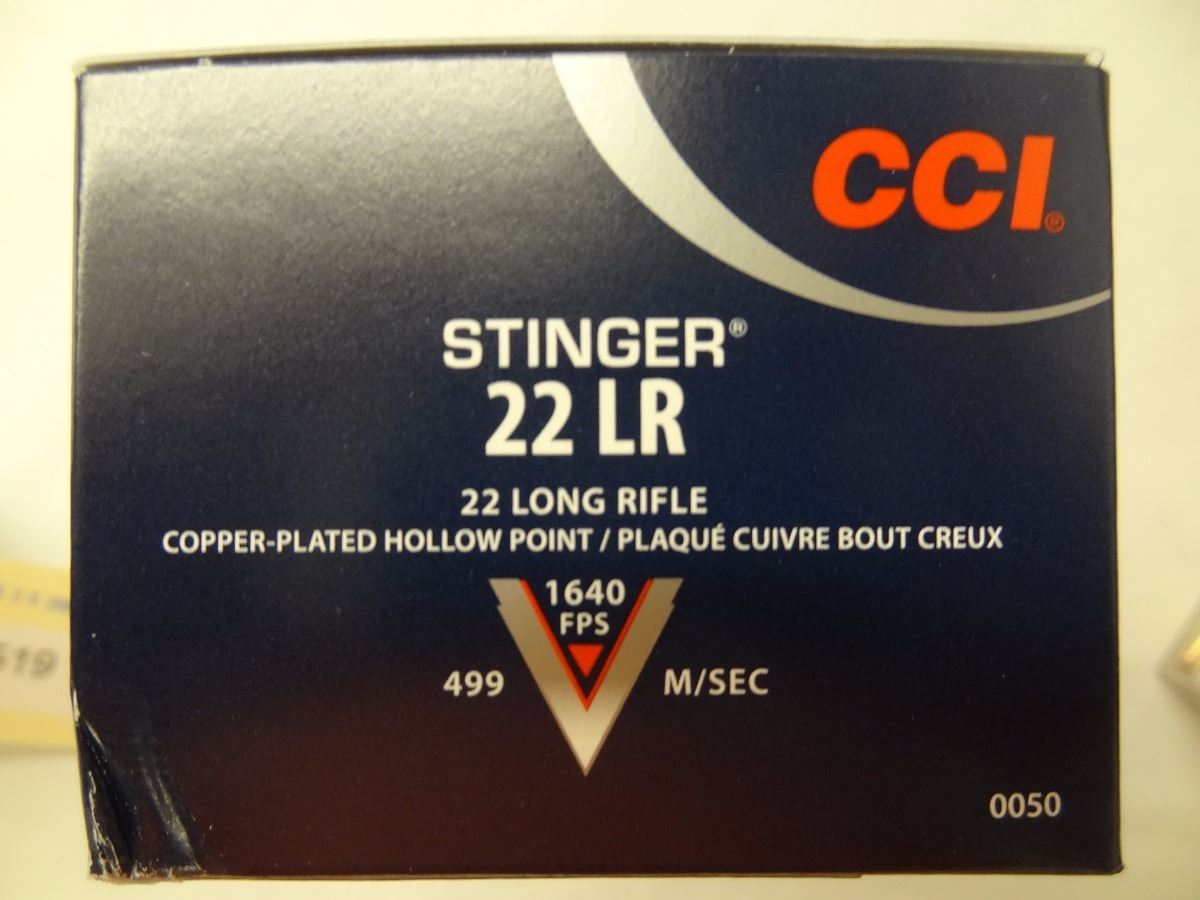 CCI®
STINGER®
22 LR
22 LONG RIFLE
COPPER-PLATED HOLLOW POINT / PLAQUÉ CUIVRE BOUT CREUX
1640
FPS
499 M/SEC
0050
519